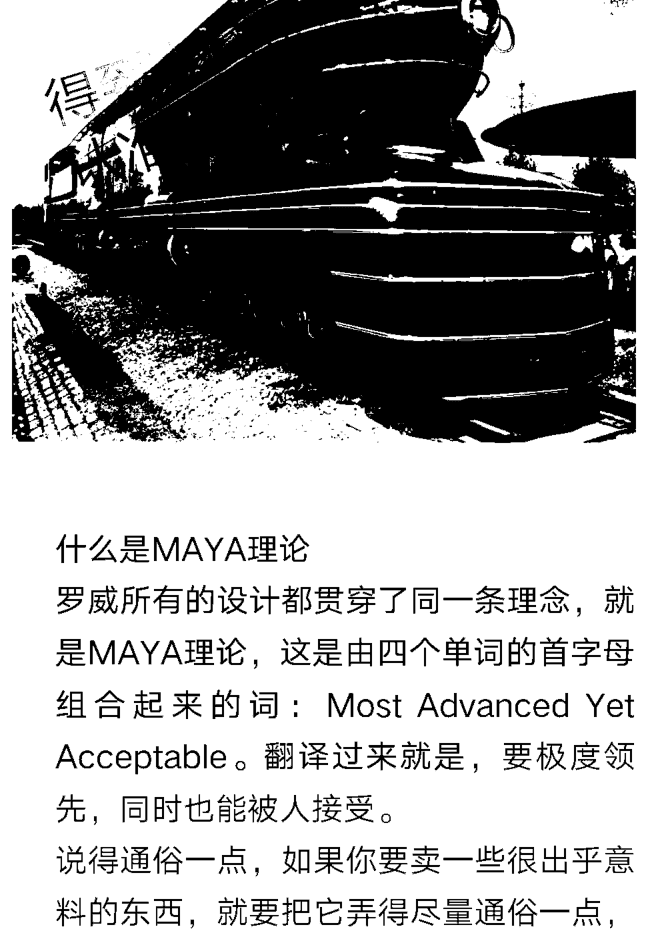 得到
什么是MAYA理论
罗威所有的设计都贯穿了同一条理念，就
是MAYA理论，这是由四个单词的首字母
组合起来的词：Most Advanced Yet
Acceptable。翻译过来就是，要极度领
先，同时也能被人接受。
说得通俗一点，如果你要卖一些很出乎意
料的东西，就要把它弄得尽量通俗一点，